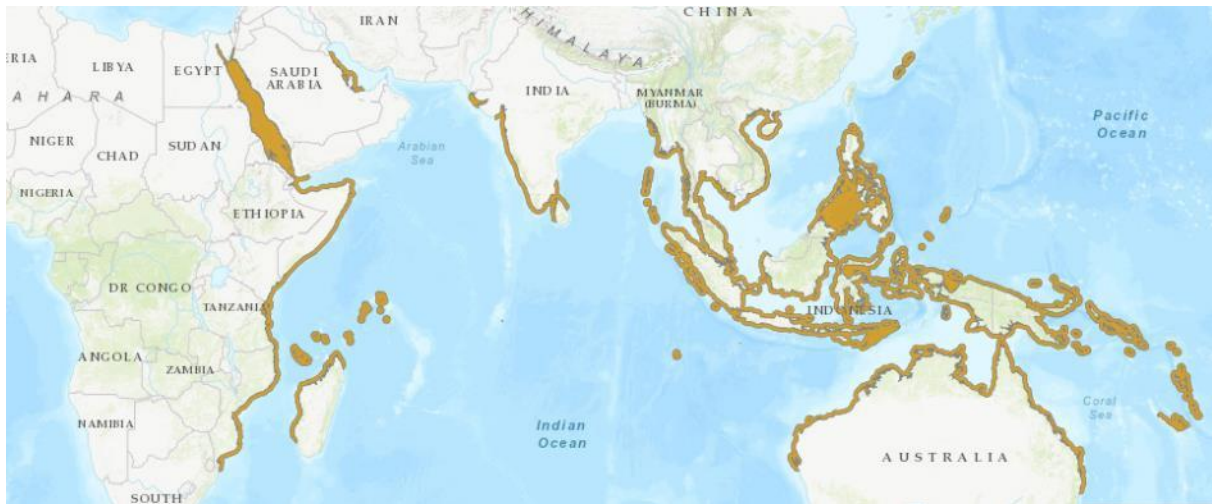 CHINA
IRAN
HIMALAYA
ERIA
LIBYA
EGYPT
SAUDI
ARABIA
INDIA
MYANMAR
(BURMA)
Pacific
Ocean
AHARA
NIGER
CHAD
SUDAN
Arabian
Sea
NIGERIA
ETHIOPIA
DR CONGO
TANZANIA
INDONESIA
ANGOLA
ZAMBIA
NAMIBIA
Indian
Ocean
Coral
Sea
AUSTRALIA
SOUTH